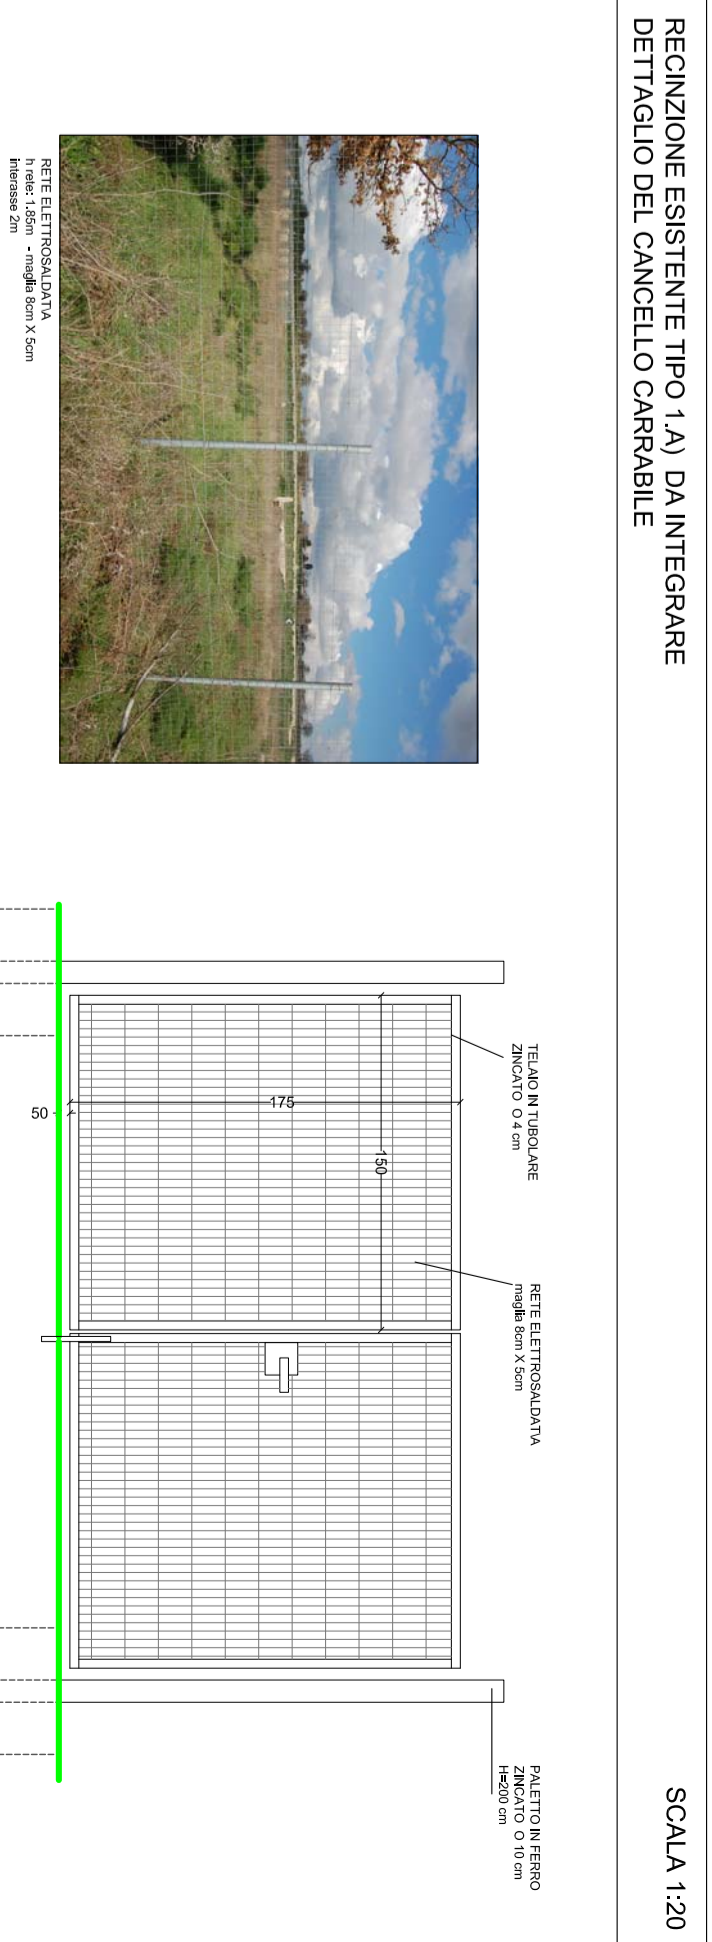 RECINZIONE ESISTENTE TIPO 1.A) DA INTEGRARE
DETTAGLIO DEL CANCELLO CARRABILE
SCALA 1:20
RETE ELETTROSALDATA
h rete: 1.85m - maglia 8cm X 5cm
interasse 2m
TELAIO IN TUBOLARE
ZINCATO O 4 cm
RETE ELETTROSALDATA
maglia 8cm X 5cm
PALETTO IN FERRO
ZINCATO O 10 cm
H=200 cm
175
150
50